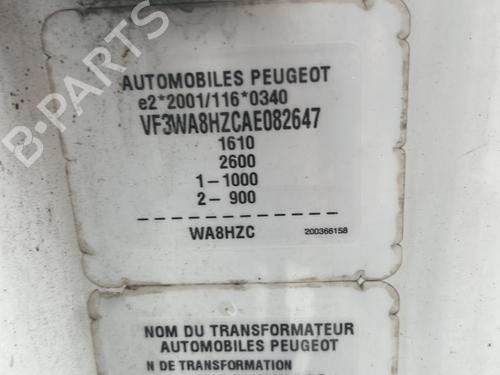 AUTOMOBILES PEUGEOT
e2*2001/116*0340
VF3WA8HZCAE082647
1610
2600
1-1000
2-900
WA8HZC 200366158
NOM DU TRANSFORMATEUR
AUTOMOBILES PEUGEOT
N DE TRANSFORMATION